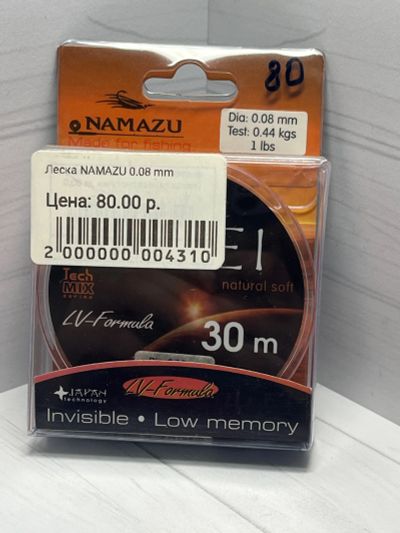 80
NAMAZU
Made for fishing
Dia: 0.08 mm
Test: 0.44 kgs
1 lbs
Леска NAMAZU 0.08 mm
Цена: 80.00 р.
2 000000 004310
EI
natural soft
Tech
MIX
series
LV-Formula
30 m
JAPAN
technology
LV-Formula
Invisible • Low memory